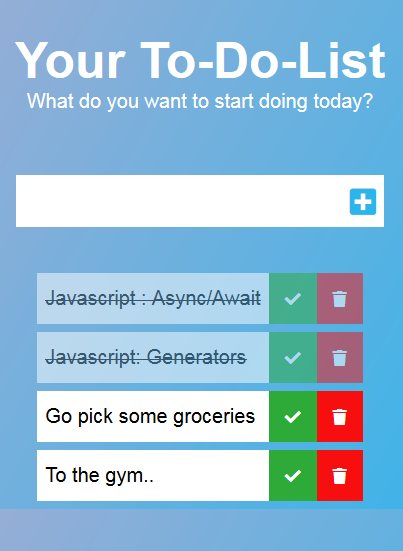 Your To-Do-List
What do you want to start doing today?
Javascript : Async/Await
Javascript: Generators
Go pick some groceries
To the gym..